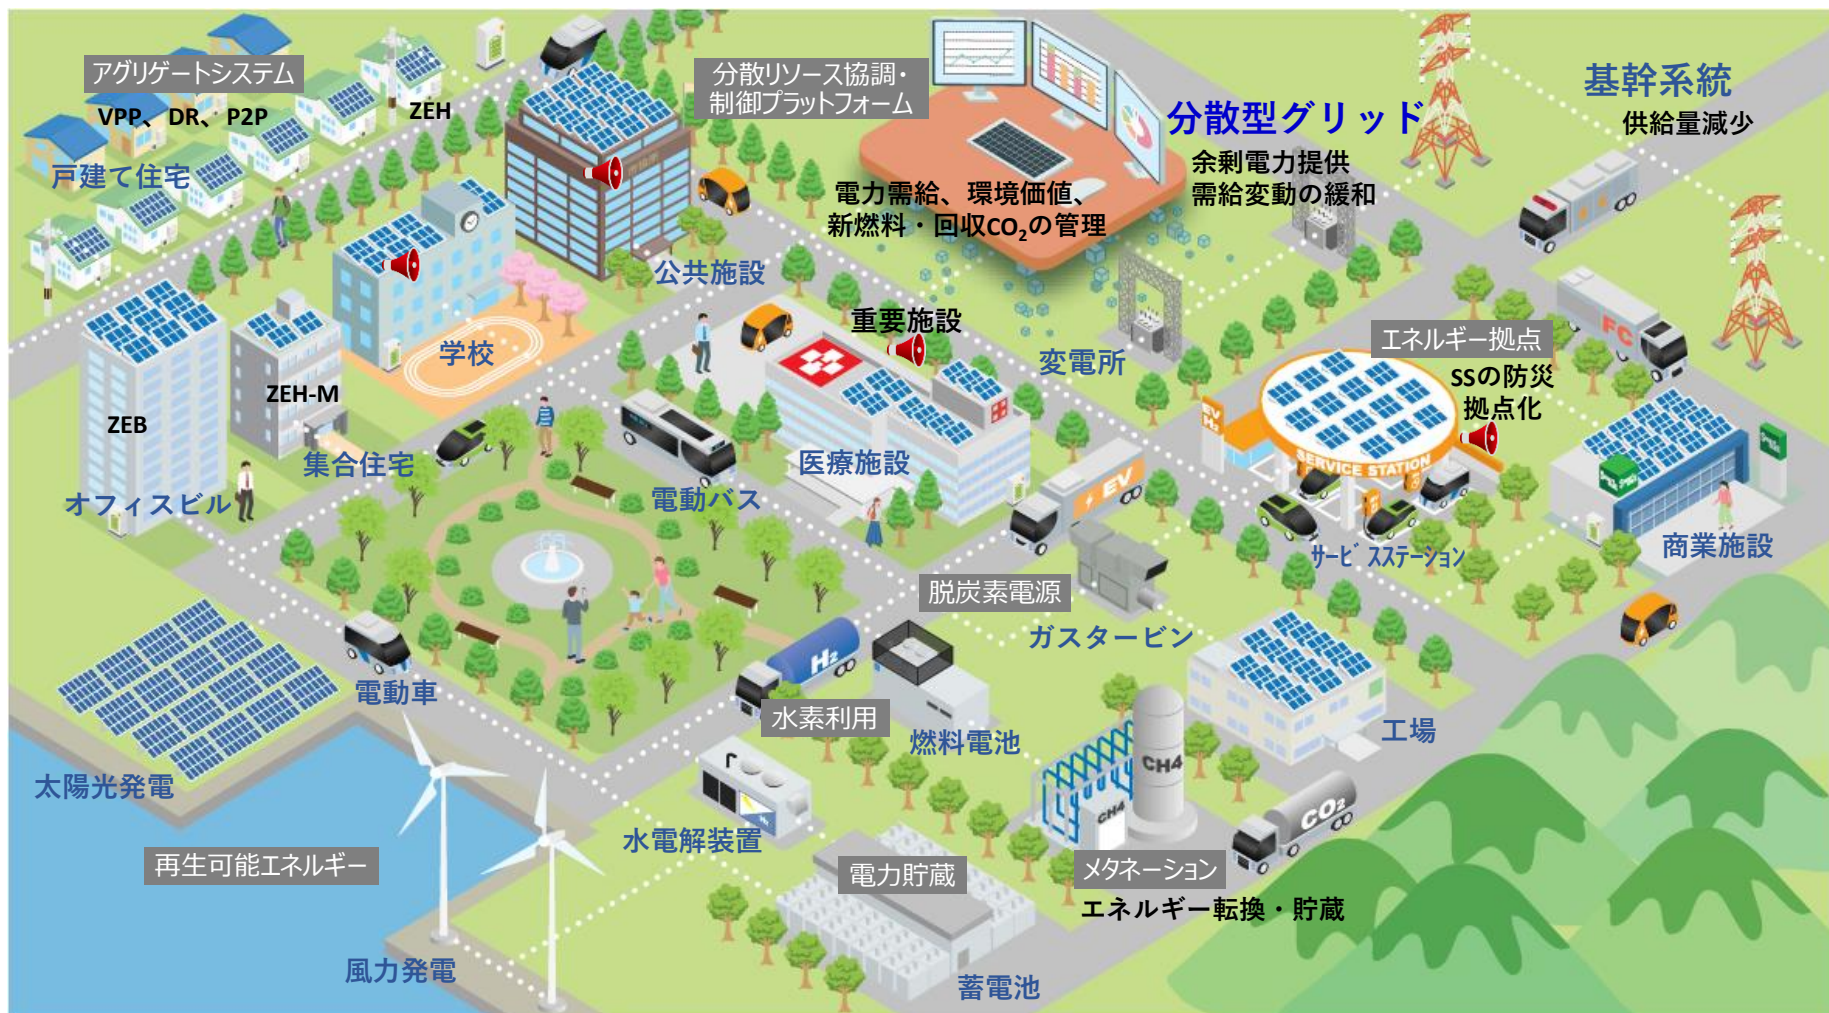 アグリゲートシステム
VPP、DR、P2P
ZEH
戸建て住宅
分散リソース協調・
制御プラットフォーム
電力需給、環境価値、
新燃料・回収CO₂の管理
分散型グリッド
余剰電力提供
需給変動の緩和
基幹系統
供給量減少
公共施設
学校
重要施設
変電所
エネルギー拠点
SSの防災
拠点化
FC
EV
H₂
SERVICE STATION
ZEB
ZEH-M
集合住宅
オフィスビル
電動バス
医療施設
EV
サービスステーション
商業施設
脱炭素電源
ガスタービン
電動車
H₂
水素利用
燃料電池
工場
太陽光発電
CH4
CH4
CO₂
水電解装置
H₂
再生可能エネルギー
電力貯蔵
メタネーション
エネルギー転換・貯蔵
風力発電
蓄電池